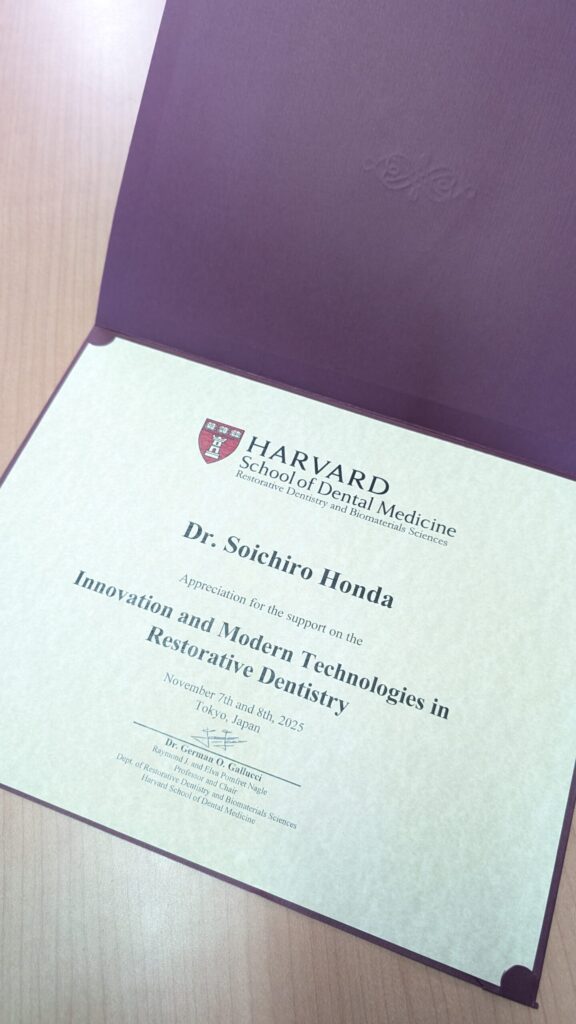 HARVARD
School of Dental Medicine
Restorative Dentistry and Biomaterials Sciences
Dr. Soichiro Honda
Appreciation for the support on the
Innovation and Modern Technologies in
Restorative Dentistry
November 7th and 8th, 2025
Tokyo, Japan
Dr. German O. Gallucci
Raymond J. and Elva Pomfret Nagle
Professor and Chair
Dept. of Restorative Dentistry and Biomaterials Sciences
Harvard School of Dental Medicine